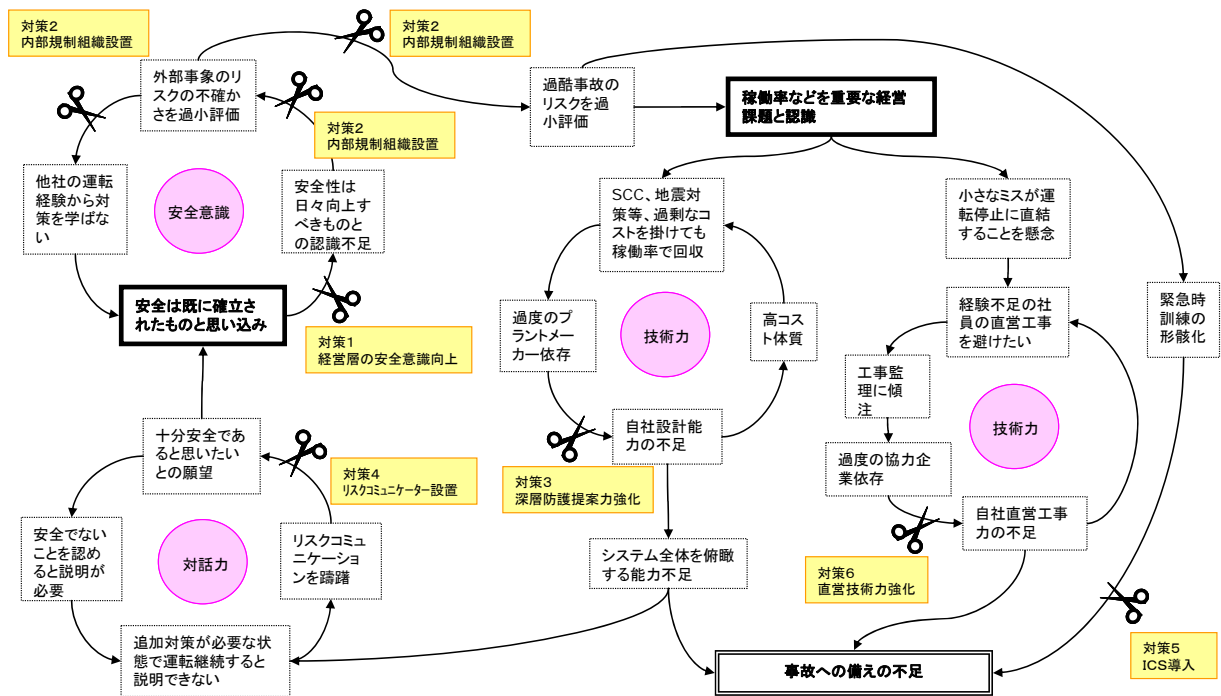 対策2
内部規制組織設置
対策2
内部規制組織設置
外部事象のリ
スクの不確か
さを過小評価
過酷事故の
リスクを過
小評価
稼働率などを重要な経営
課題と認識
対策2
内部規制組織設置
他社の運転
経験から対
策を学ばな
い
安全意識
安全性は
日々向上す
べきものと
の認識不足
SCC、地震対
策等、過剰なコ
ストを掛けても
稼働率で回収
小さなミスが運
転停止に直結
することを懸念
安全は既に確立さ
れたものと思い込み
対策1
経営層の安全意識向上
過度のプ
ラントメー
カー依存
技術力
高コス
ト体質
経験不足の社
員の直営工事
を避けたい
緊急時
訓練の
形骸化
工事監
理に傾
注
技術力
十分安全であ
ると思いたい
との願望
対策4
リスクコミュニケーター設置
自社設計能
力の不足
対策3
深層防護提案力強化
過度の協力企
業依存
自社直営工事
力の不足
安全でない
ことを認め
ると説明が
必要
対話力
リスクコミュ
ニケーショ
ンを躊躇
システム全体を俯瞰
する能力不足
対策6
直営技術力強化
追加対策が必要な状
態で運転継続すると
説明できない
事故への備えの不足
対策5
ICS導入